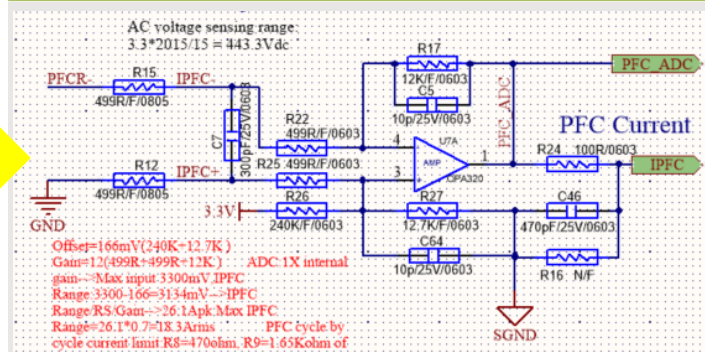 AC voltage sensing range:
3.3*2015/15 = 443.3Vdc
R17
12K/F/0603
C5
10p/25V/0603
PFC_ADC
PFC_ADC
PFCR-
R15
499R/F/0805
IPFC-
C7
300pF/25V/0603
R22
499R/F/0603
4
U7A
AMP
OPA320
1
3
PFC Current
R24
100R/0603
IPFC
R12
499R/F/0805
IPFC+
R25
499R/F/0603
GND
3.3V
R26
240K/F/0603
R27
12.7K/F/0603
C64
10p/25V/0603
C46
470pF/25V/0603
R16
N/F
SGND
Offset=166mV(240K+12.7K )
Gain=12(499R+499R+12K ) ADC:1X internal
gain-->Max input 3300mV,IPFC
Range:3300-166=3134mV-->IPFC
Range/RS/Gain-->26.1Apk Max IPFC
Range=26.1*0.7=18.3Arms PFC cycle by
cycle current limit:R8=470ohm, R9=1.65Kohm of